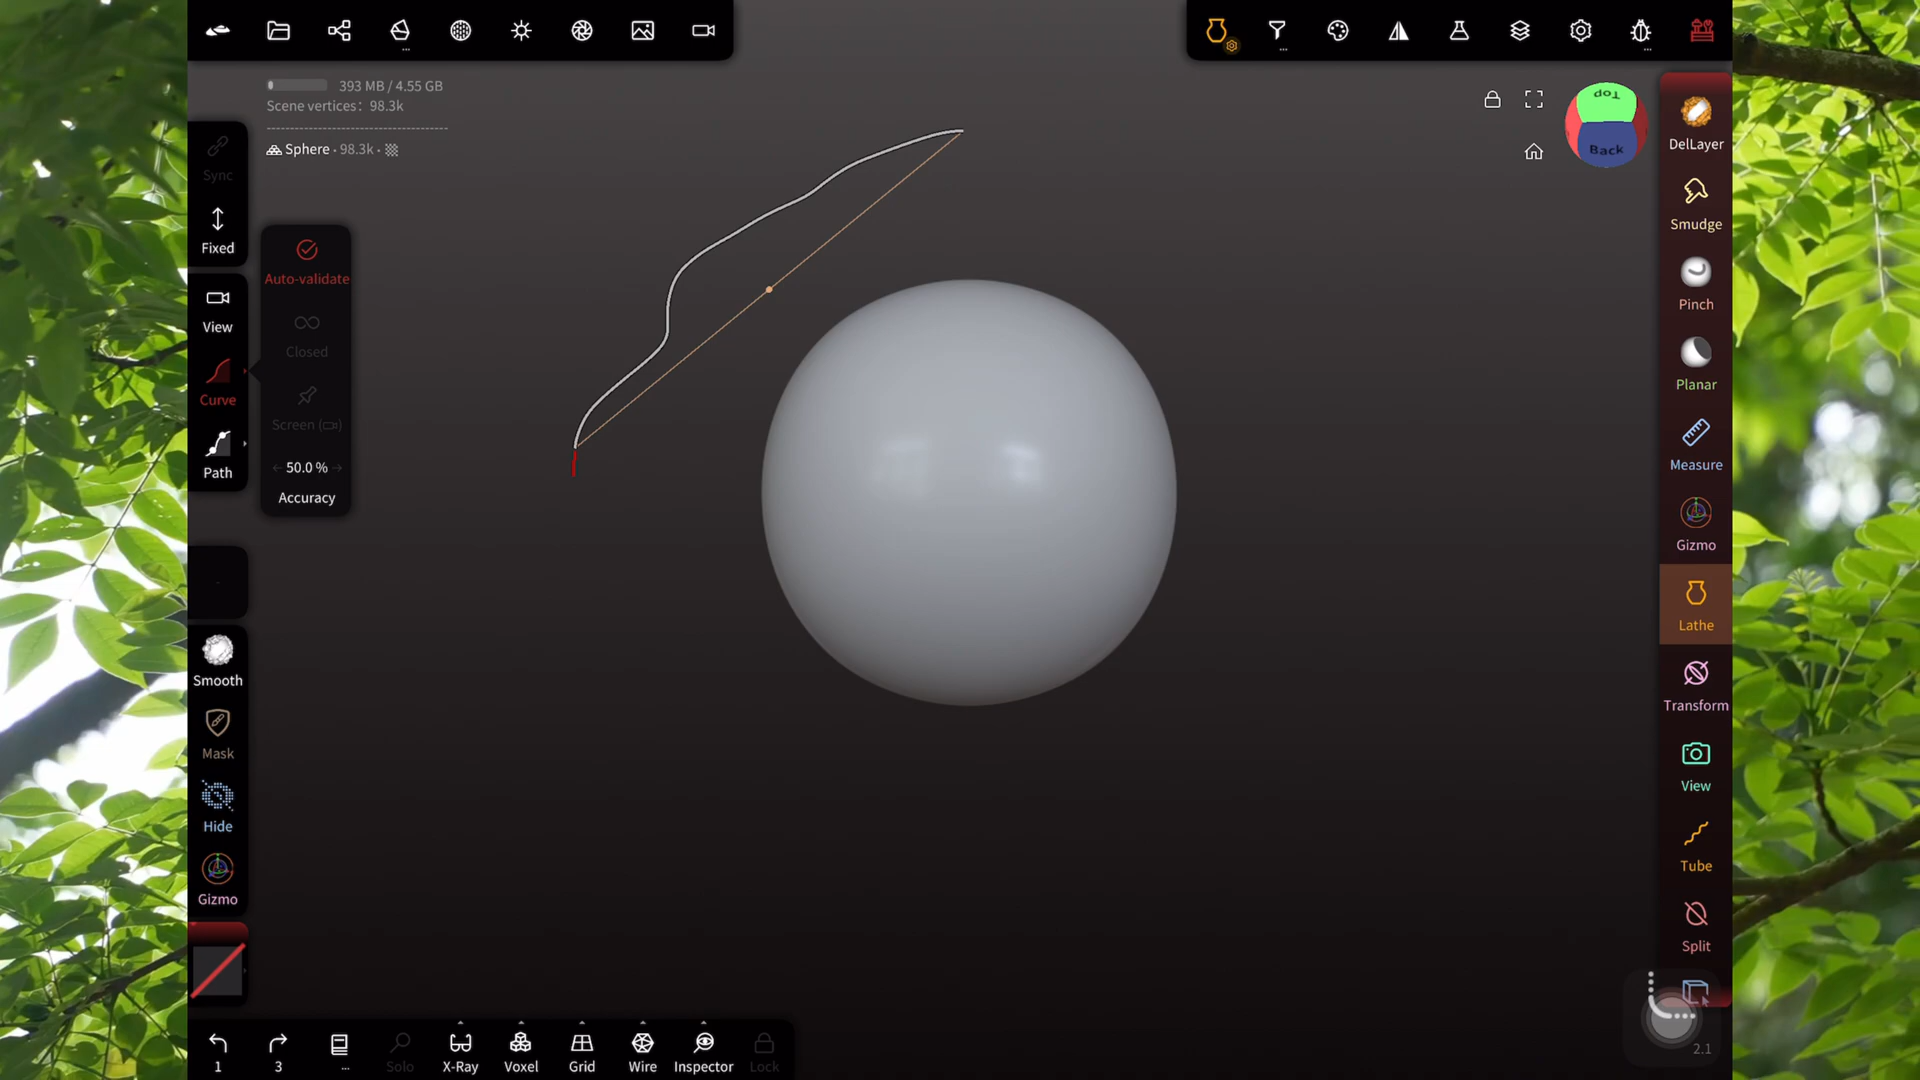 393 MB / 4.55 GB
Scene vertices: 98.3k
Sphere · 98.3k ·
Sync
Fixed
View
Curve
Path
Auto-validate
Closed
Screen
50.0 %
Accuracy
Smooth
Mask
Hide
Gizmo
Top
Back
DelLayer
Smudge
Pinch
Planar
Measure
Gizmo
Lathe
Transform
View
Tube
Split
2.1
1
3
...
Solo
X-Ray
Voxel
Grid
Wire
Inspector
Lock